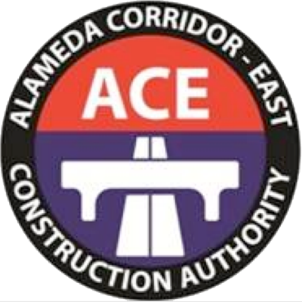 ALAMEDA CORRIDOR - EAST
ACE
CONSTRUCTION AUTHORITY